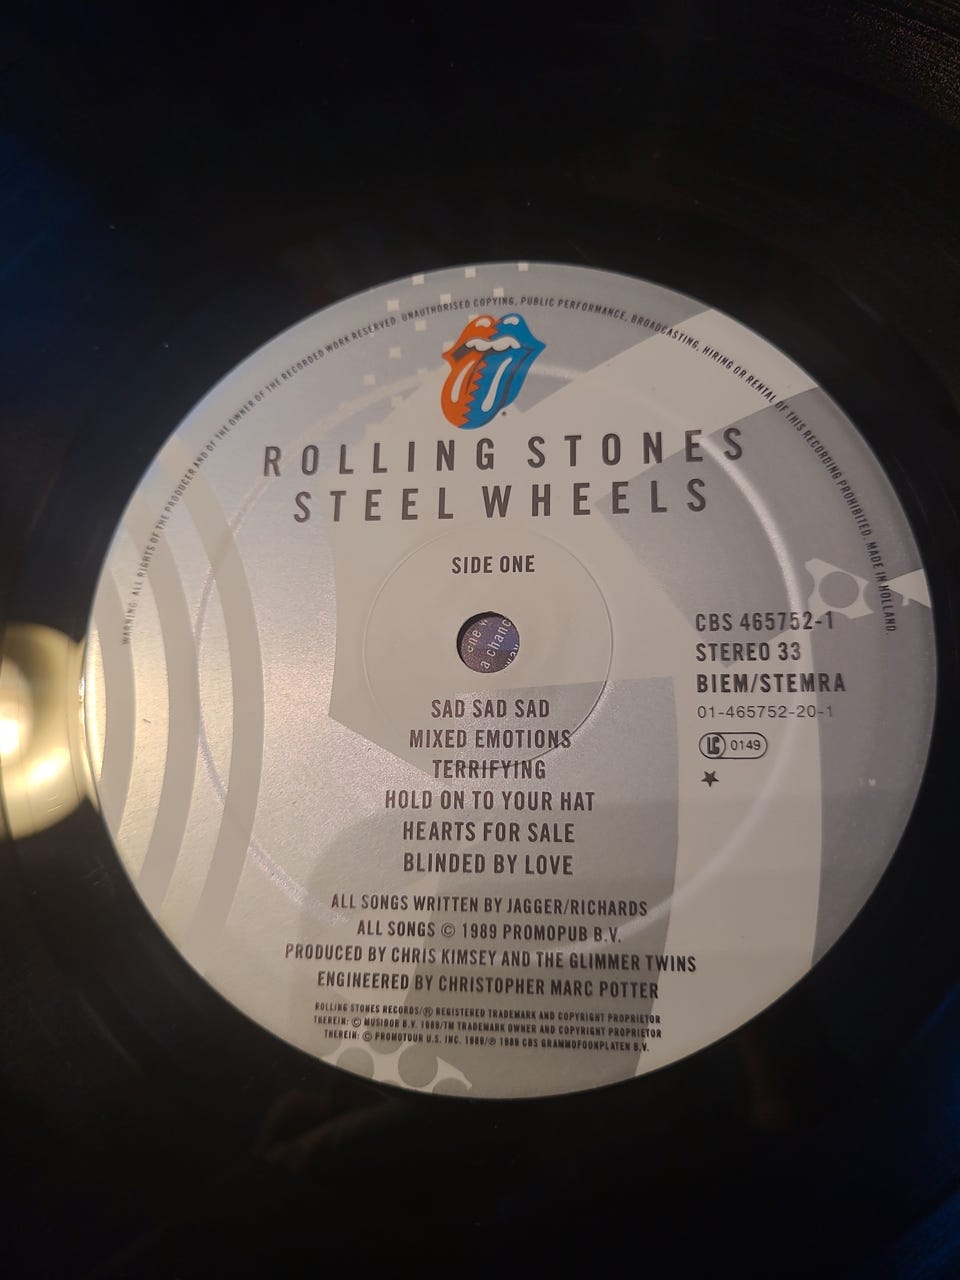 WARNING: ALL RIGHTS OF THE PRODUCER AND OF THE OWNER OF THE RECORDED WORK RESERVED. UNAUTHORISED COPYING, PUBLIC PERFORMANCE, BROADCASTING, HIRING OR RENTAL OF THIS RECORDING PROHIBITED. MADE IN HOLLAND.
ROLLING STONES
STEEL WHEELS
SIDE ONE
one w
a chanc
way
CBS 465752-1
STEREO 33
BIEM/STEMRA
01-465752-20-1
LC 0149
SAD SAD SAD
MIXED EMOTIONS
TERRIFYING
HOLD ON TO YOUR HAT
HEARTS FOR SALE
BLINDED BY LOVE
ALL SONGS WRITTEN BY JAGGER/RICHARDS
ALL SONGS © 1989 PROMOPUB B.V.
PRODUCED BY CHRIS KIMSEY AND THE GLIMMER TWINS
ENGINEERED BY CHRISTOPHER MARC POTTER
ROLLING STONES RECORDS/® REGISTERED TRADEMARK AND COPYRIGHT PROPRIETOR
THEREIN: © MUSIDOR B.V. 1989/TM TRADEMARK OWNER AND COPYRIGHT PROPRIETOR
THEREIN: © PROMOTOUR U.S. INC. 1989/℗ 1989 CBS GRAMMOFOONPLATEN B.V.